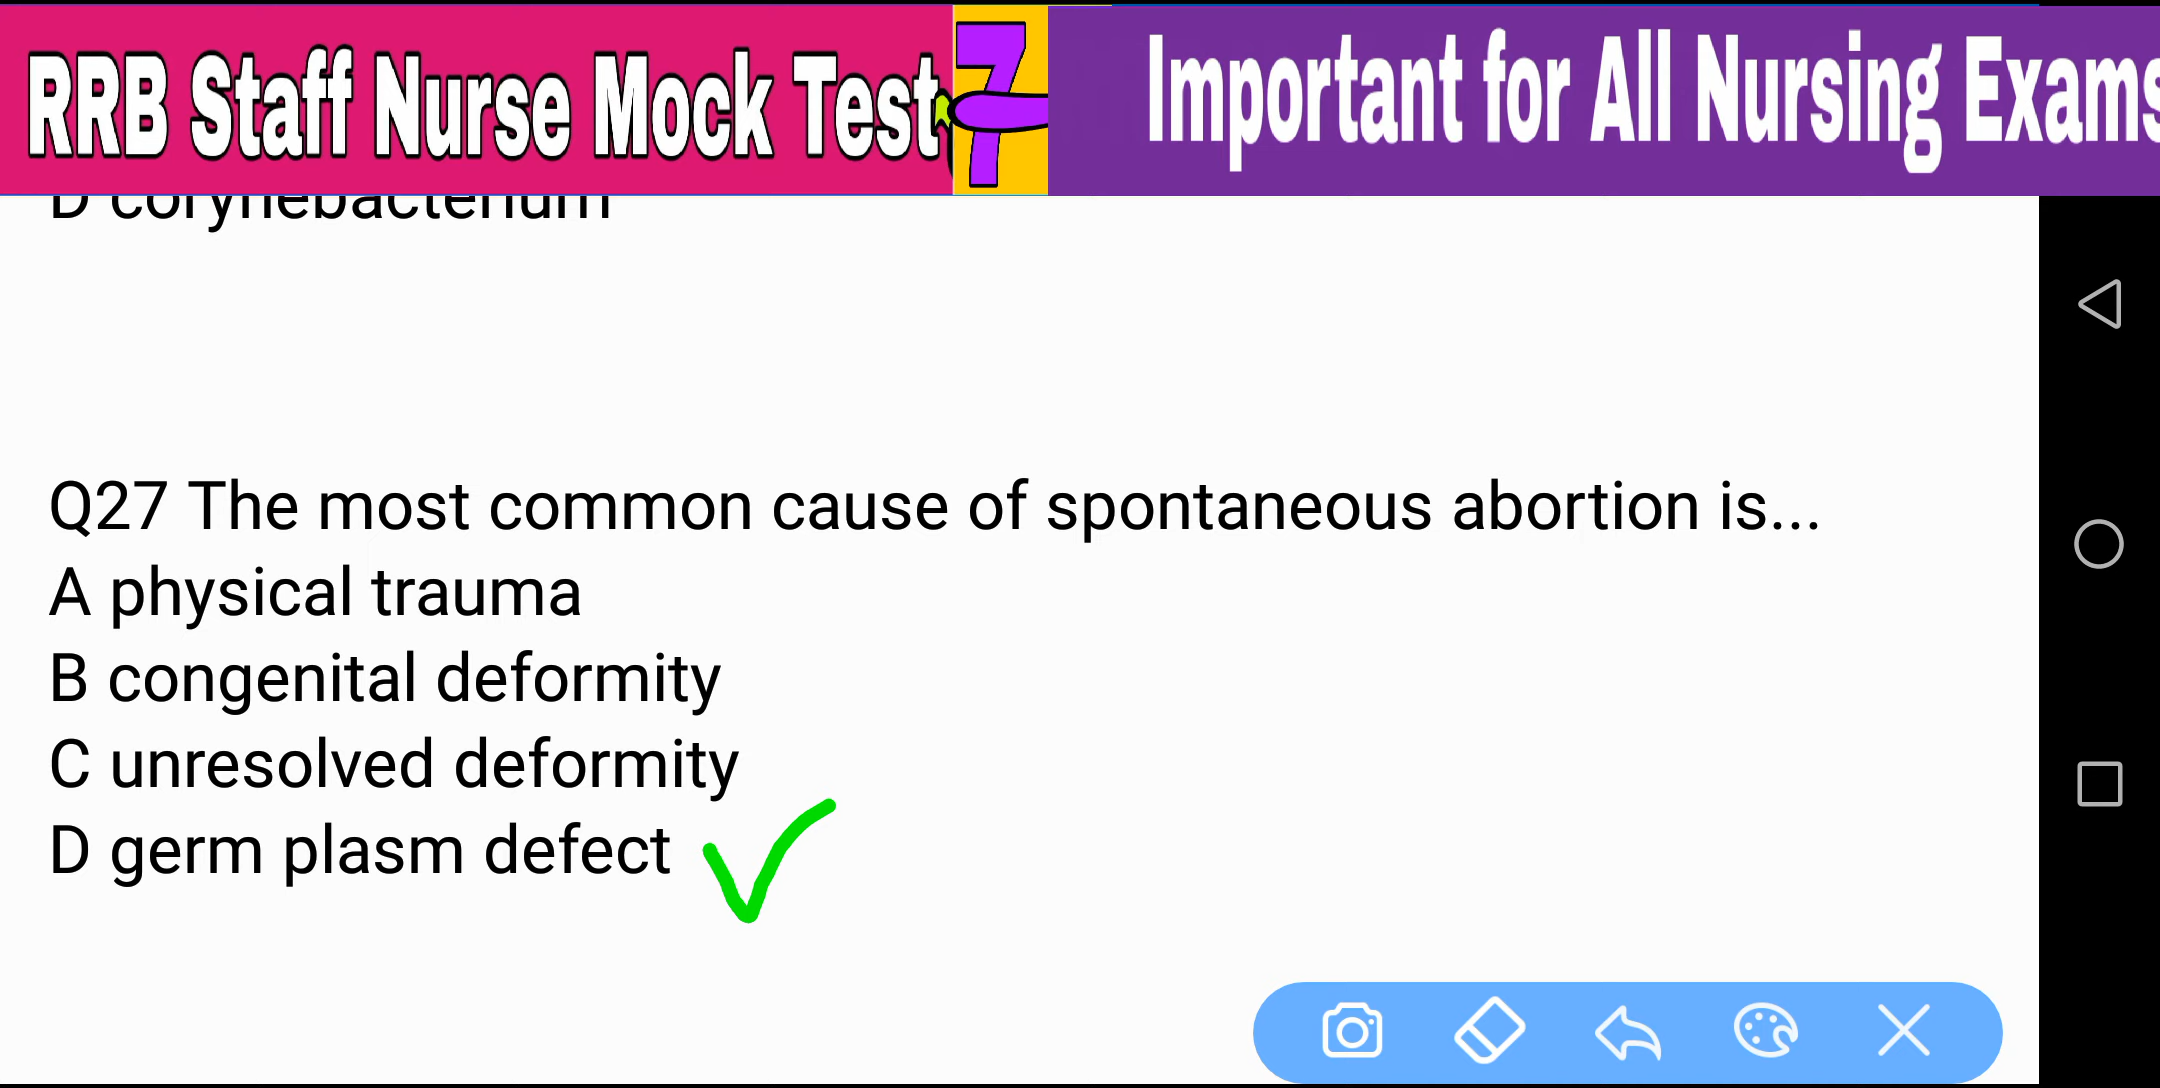 RRB Staff Nurse Mock Test 7 Important for All Nursing Exams
D corynebacterium
Q27 The most common cause of spontaneous abortion is...
A physical trauma
B congenital deformity
C unresolved deformity
D germ plasm defect